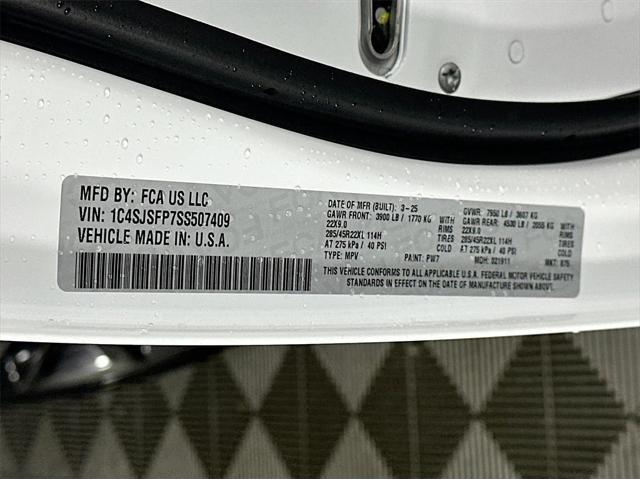 MFD BY: FCA US LLC
VIN: 1C4SJSFP7SS507409
VEHICLE MADE IN: U.S.A.
DATE OF MFR (BUILT): 3-25 GVWR: 7950 LB / 3607 KG
GAWR FRONT: 3900 LB / 1770 KG WITH GAWR REAR: 4530 LB / 2055 KG WITH
22X9.0 RIMS 22X9.0 RIMS
285/45R22XL 114H TIRES 285/45R22XL 114H TIRES
AT 275 kPa / 40 PSI COLD AT 275 kPa / 40 PSI COLD
TYPE: MPV PAINT: PW7 MDH: 021911 MKT: 875
THIS VEHICLE CONFORMS TO ALL APPLICABLE U.S.A. FEDERAL MOTOR VEHICLE SAFETY
STANDARDS IN EFFECT ON THE DATE OF MANUFACTURE SHOWN ABOVE.